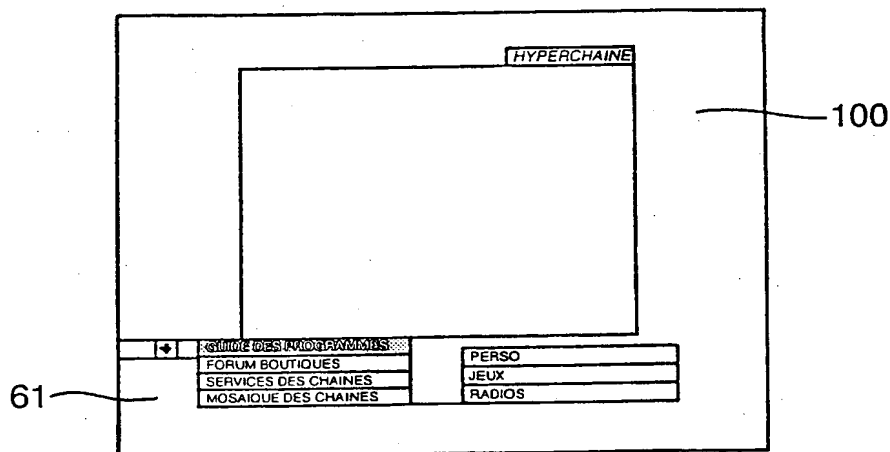 HYPERCHAINE
100
GUIDE DES PROGRAMMES
FORUM BOUTIQUES
SERVICES DES CHAINES
MOSAIQUE DES CHAINES
PERSO
JEUX
RADIOS
61